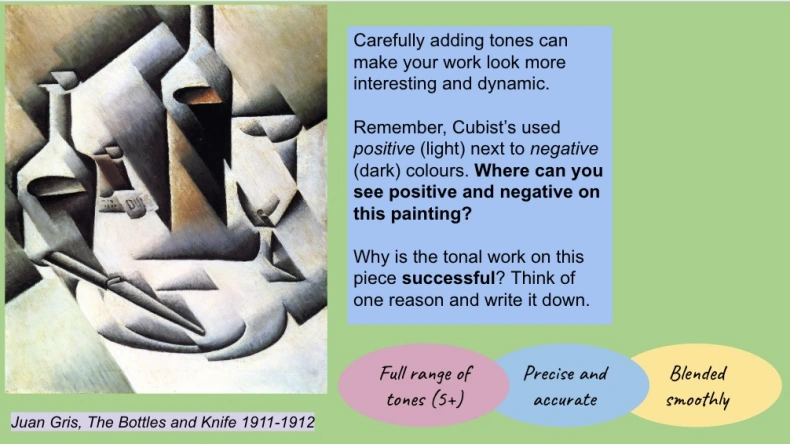 Carefully adding tones can
make your work look more
interesting and dynamic.
Remember, Cubist's used
positive (light) next to negative
(dark) colours. Where can you
see positive and negative on
this painting?
Why is the tonal work on this
piece successful? Think of
one reason and write it down.
Full range of
tones (5+)
Precise and
accurate
Blended
smoothly
Juan Gris, The Bottles and Knife 1911-1912